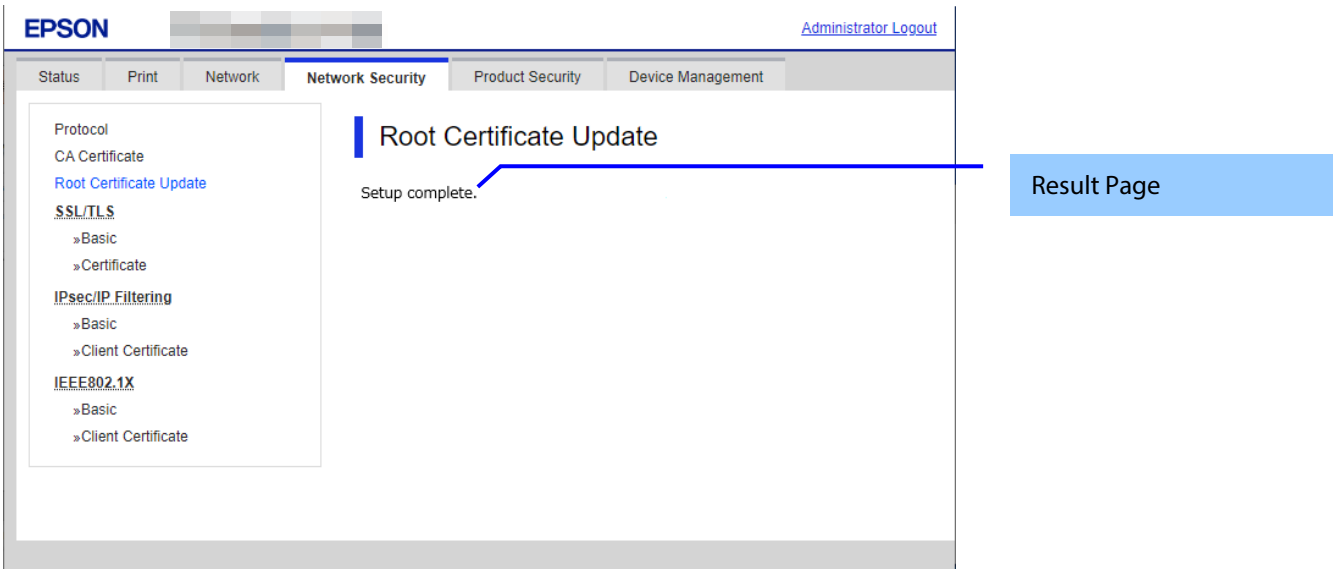 EPSON
Administrator Logout
Status Print Network Network Security Product Security Device Management
Protocol
CA Certificate
Root Certificate Update
SSL/TLS
»Basic
»Certificate
IPsec/IP Filtering
»Basic
»Client Certificate
IEEE802.1X
»Basic
»Client Certificate
Root Certificate Update
Setup complete.
Result Page